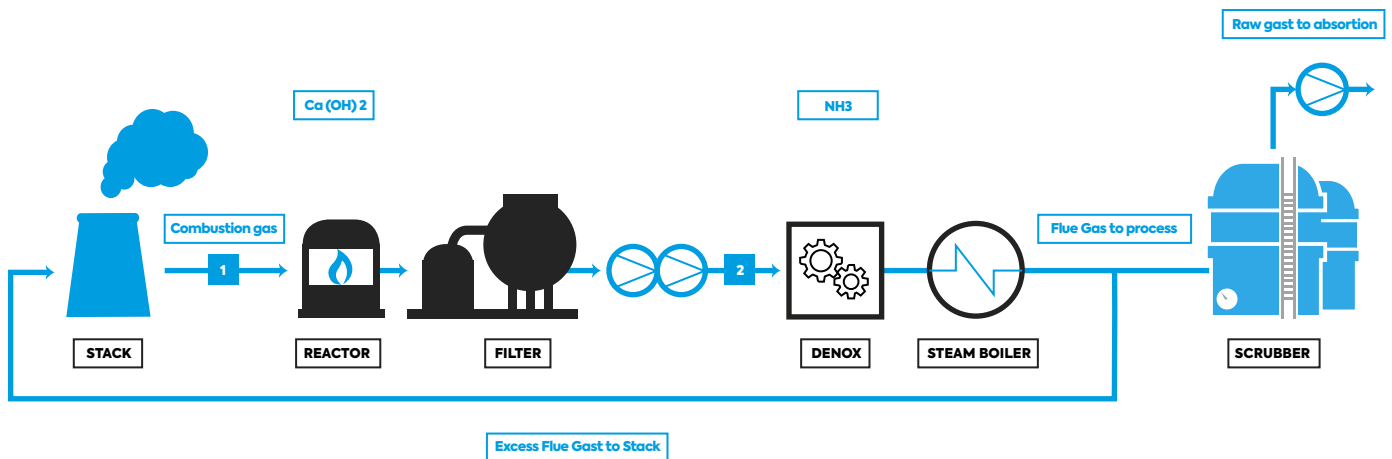 Raw gast to absortion
Ca (OH) 2
NH3
Combustion gas
Flue Gas to process
1
2
STACK
REACTOR
FILTER
DENOX
STEAM BOILER
SCRUBBER
Excess Flue Gast to Stack